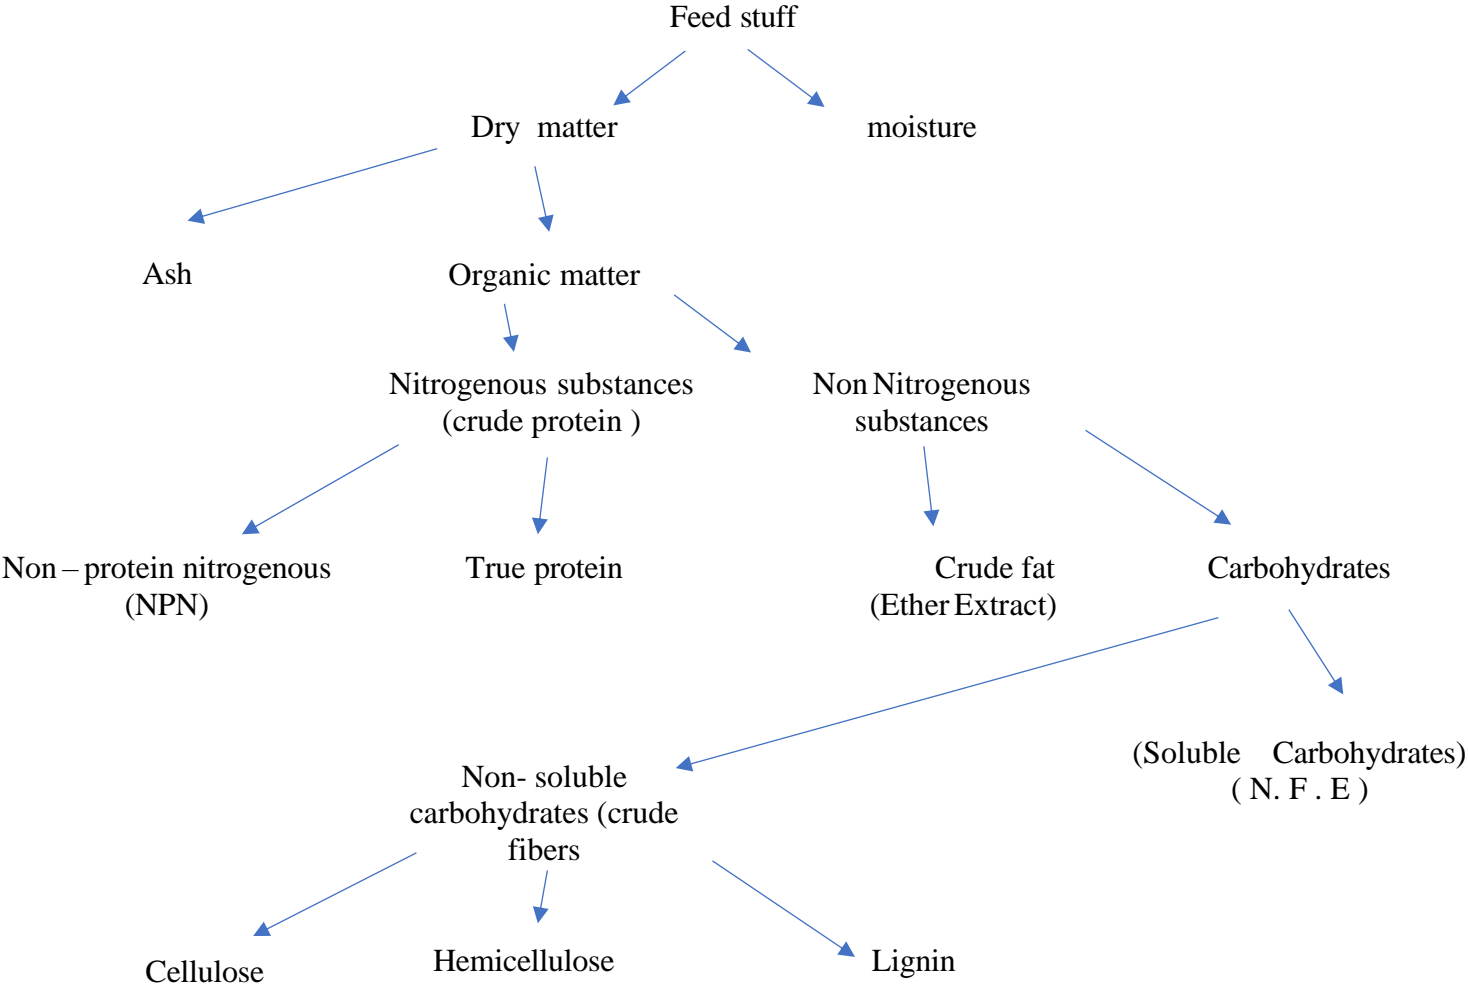 Feed stuff
Dry matter
moisture
Ash
Organic matter
Nitrogenous substances
(crude protein )
Non Nitrogenous
substances
Non – protein nitrogenous
(NPN)
True protein
Crude fat
(Ether Extract)
Carbohydrates
Non- soluble
carbohydrates (crude
fibers
(Soluble Carbohydrates)
( N. F . E )
Cellulose
Hemicellulose
Lignin